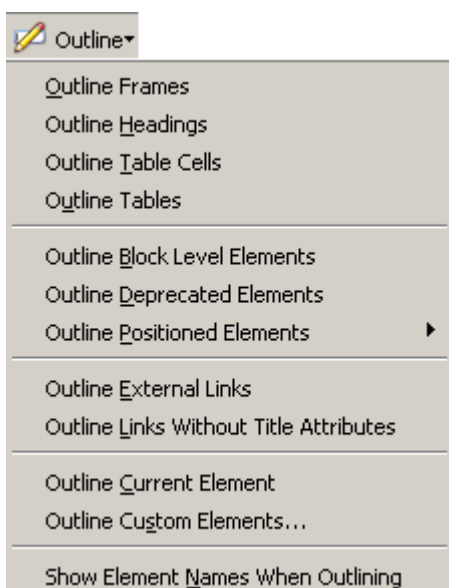 Outline
Outline Frames
Outline Headings
Outline Table Cells
Outline Tables
Outline Block Level Elements
Outline Deprecated Elements
Outline Positioned Elements
Outline External Links
Outline Links Without Title Attributes
Outline Current Element
Outline Custom Elements...
Show Element Names When Outlining